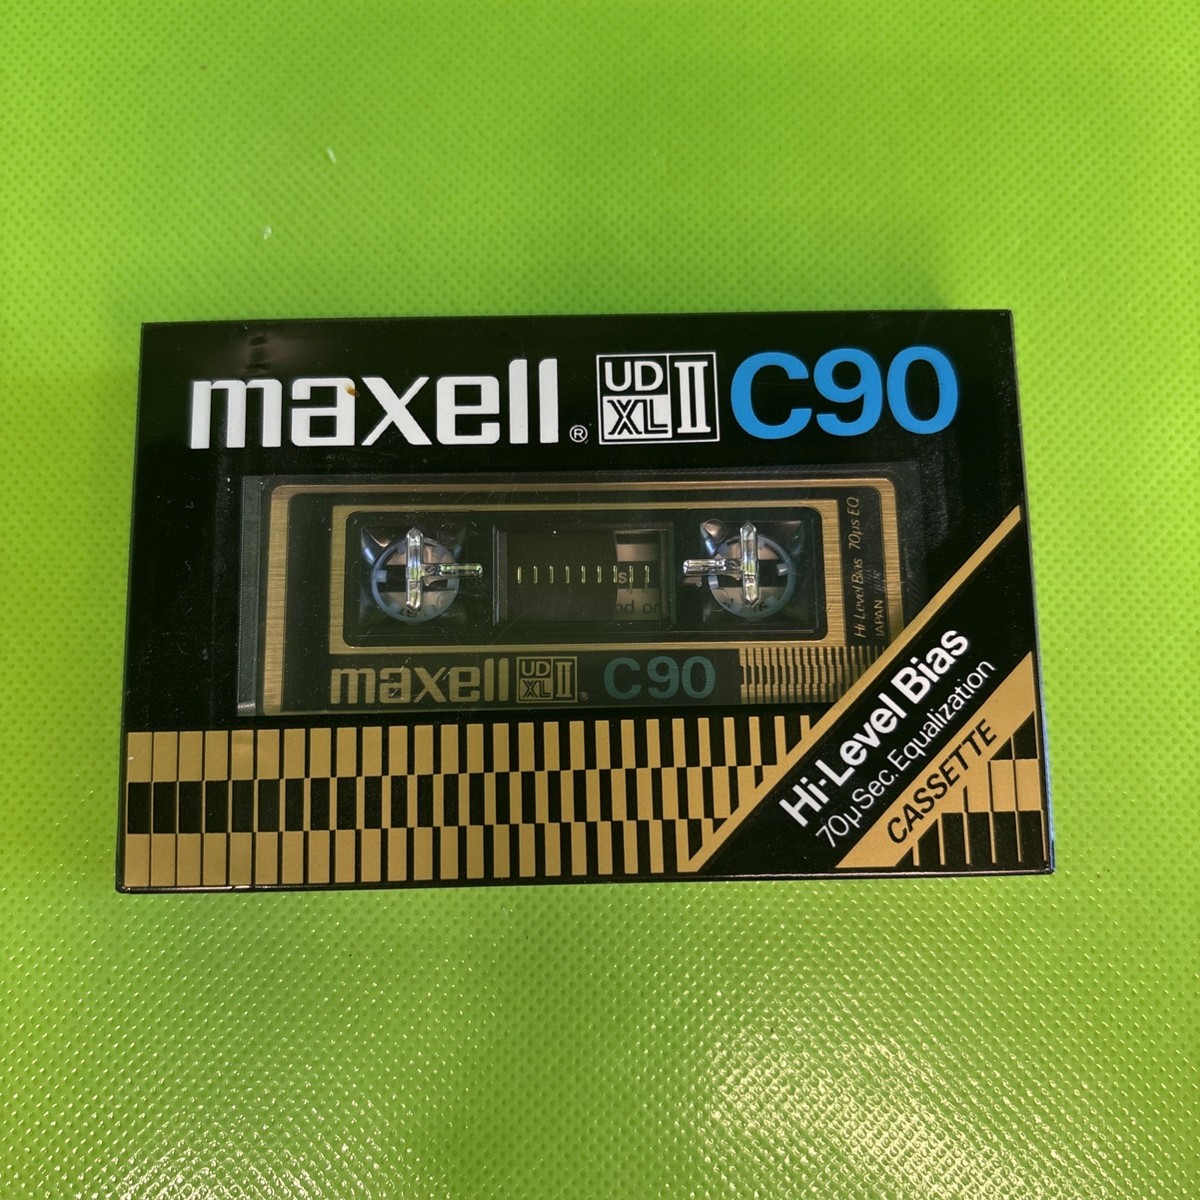 maxell® UD XL II C90
Hi-Level Bias 70µs EQ
JAPAN
maxell UD XL II C90
Hi-Level Bias
70µ Sec. Equalization
CASSETTE